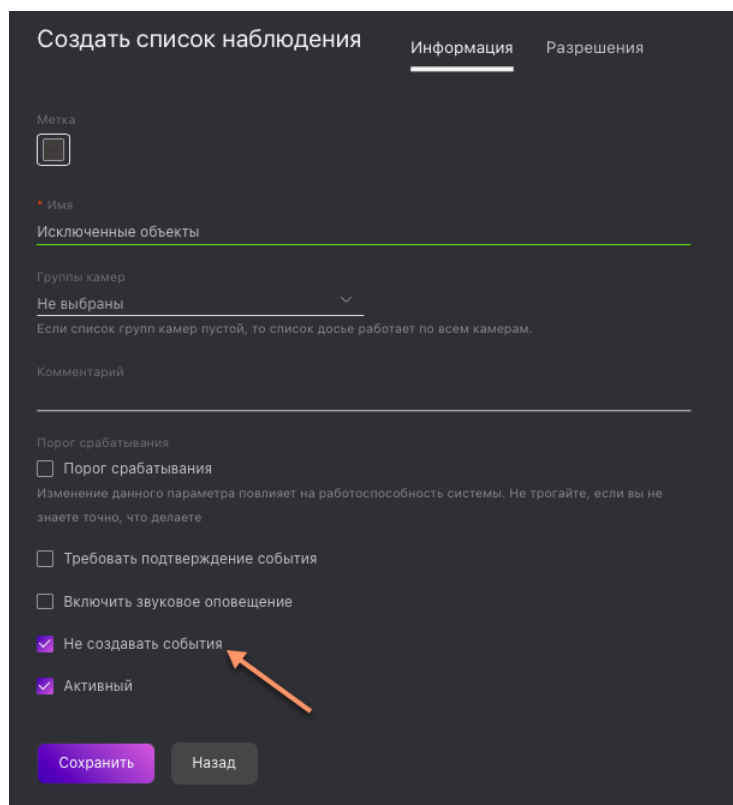 Создать список наблюдения
Информация
Разрешения
Метка
* Имя
Исключенные объекты
Группы камер
Не выбраны
Если список групп камер пустой, то список досье работает по всем камерам.
Комментарий
Порог срабатывания
Порог срабатывания
Изменение данного параметра повлияет на работоспособность системы. Не трогайте, если вы не
знаете точно, что делаете
Требовать подтверждение события
Включить звуковое оповещение
Не создавать события
Активный
Сохранить
Назад